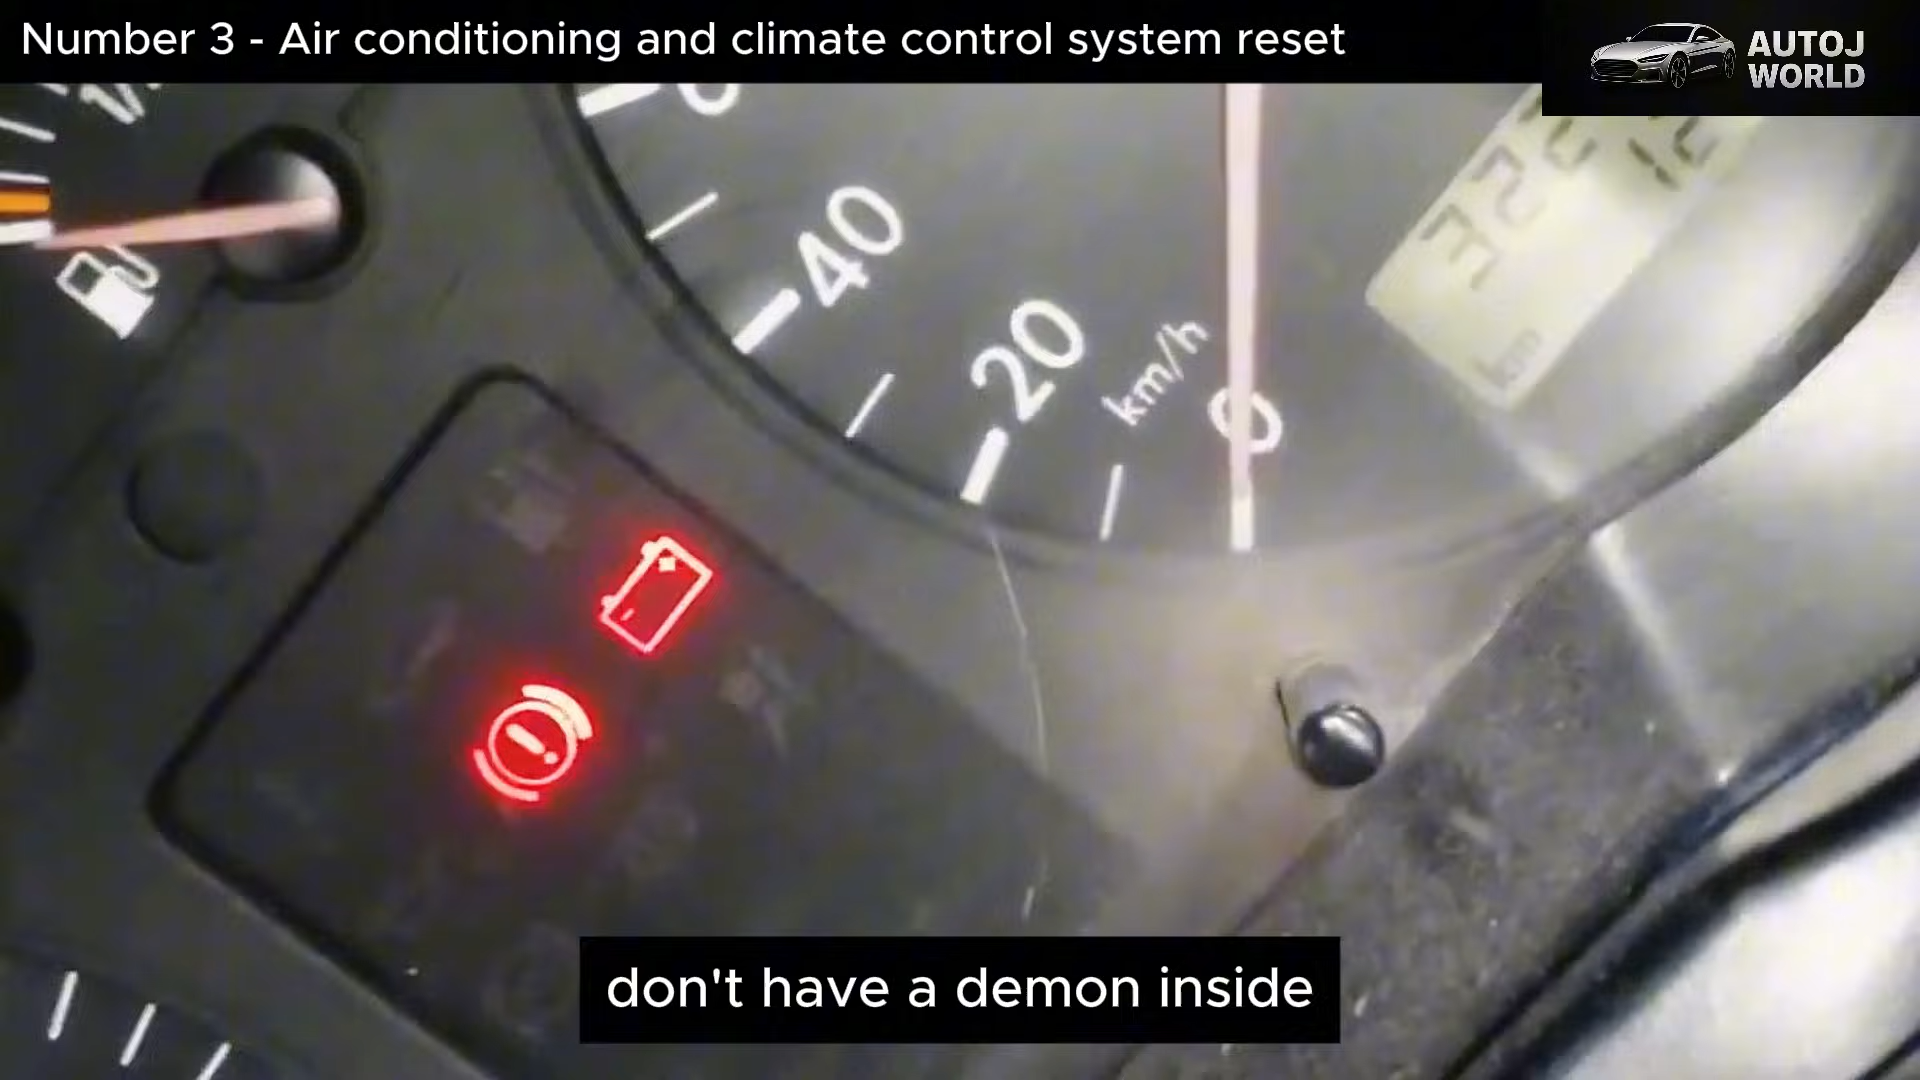 Number 3 - Air conditioning and climate control system reset
AUTOJ
WORLD
40
20
km/h
0
km
don't have a demon inside